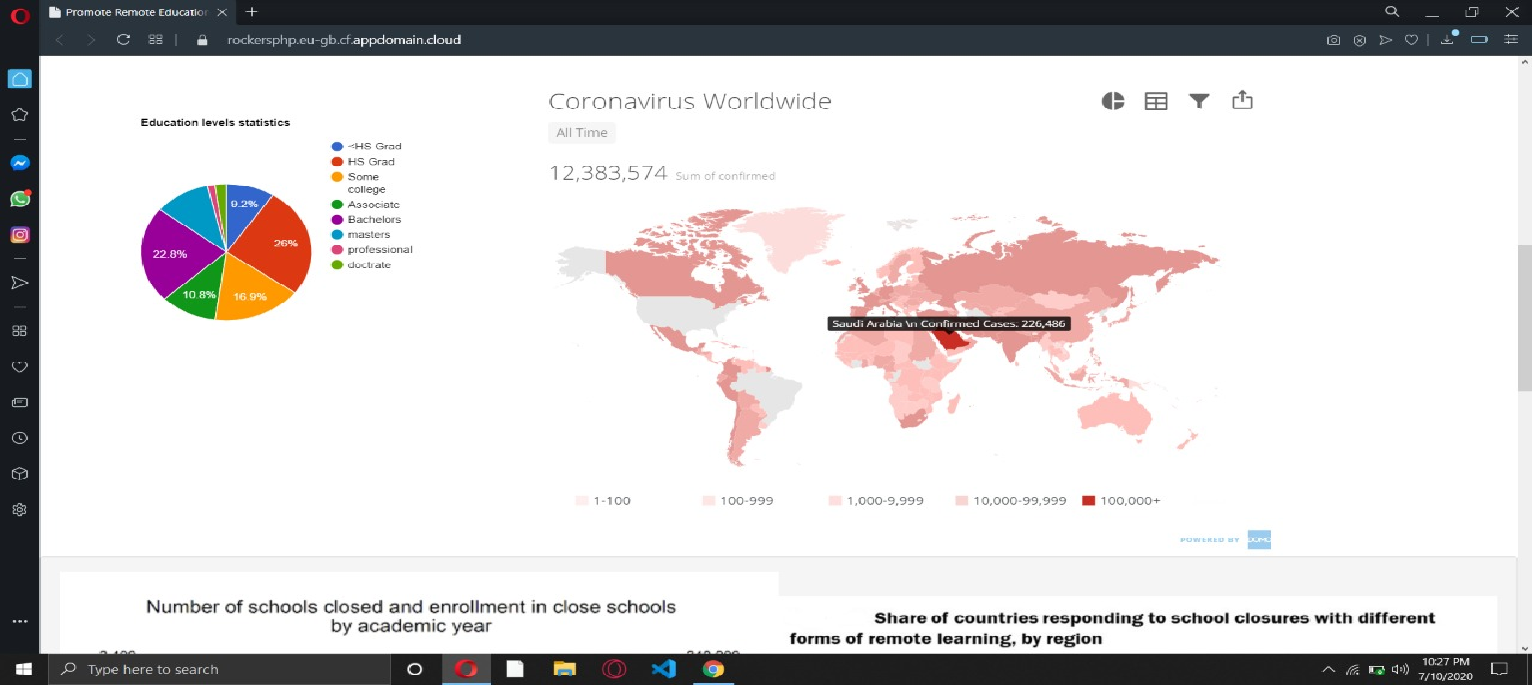 Promote Remote Education
rockersphp.eu-gb.cf.appdomain.cloud
Education levels statistics
<HS Grad
HS Grad
Some
college
Associate
Bachelors
masters
professional
doctrate
9.2%
26%
22.8%
10.8%
16.9%
Coronavirus Worldwide
All Time
12,383,574 Sum of confirmed
Saudi Arabia \n Confirmed Cases: 226,486
1-100
100-999
1,000-9,999
10,000-99,999
100,000+
POWERED BY DOMO
Number of schools closed and enrollment in close schools
by academic year
Share of countries responding to school closures with different
forms of remote learning, by region
Type here to search
10:27 PM
7/10/2020